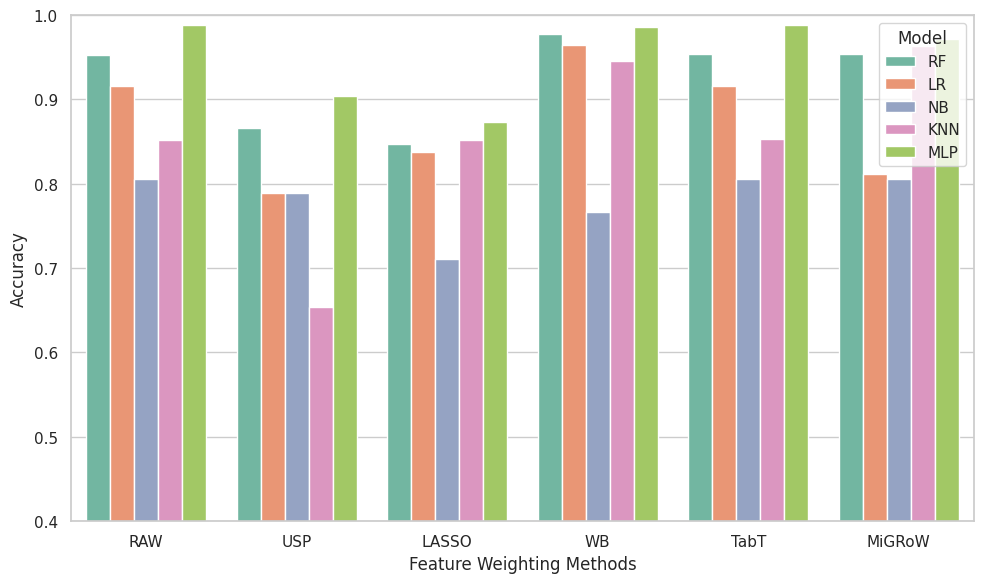 1.0
0.9
0.8
0.7
0.6
0.5
0.4
Accuracy
Model
RF
LR
NB
KNN
MLP
RAW USP LASSO WB TabT MiGRoW
Feature Weighting Methods